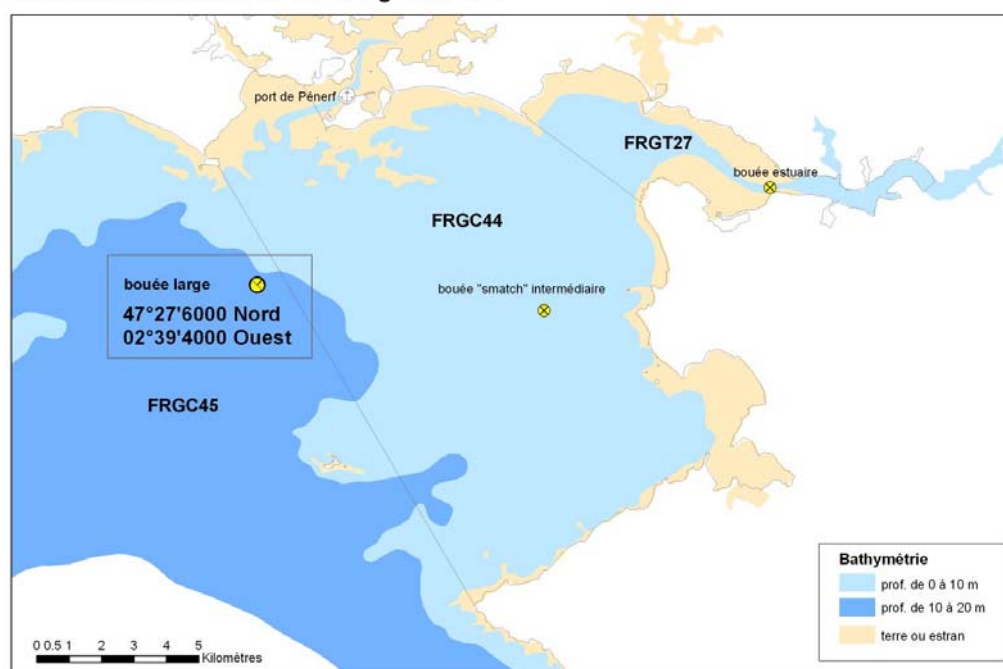 port de Pénerf
FRGT27
bouée estuaire
FRGC44
bouée large
47°27'6000 Nord
02°39'4000 Ouest
bouée "smatch" intermédiaire
FRGC45
Bathymétrie
prof. de 0 à 10 m
prof. de 10 à 20 m
terre ou estran
0 0.5 1 2 3 4 5
Kilomètres